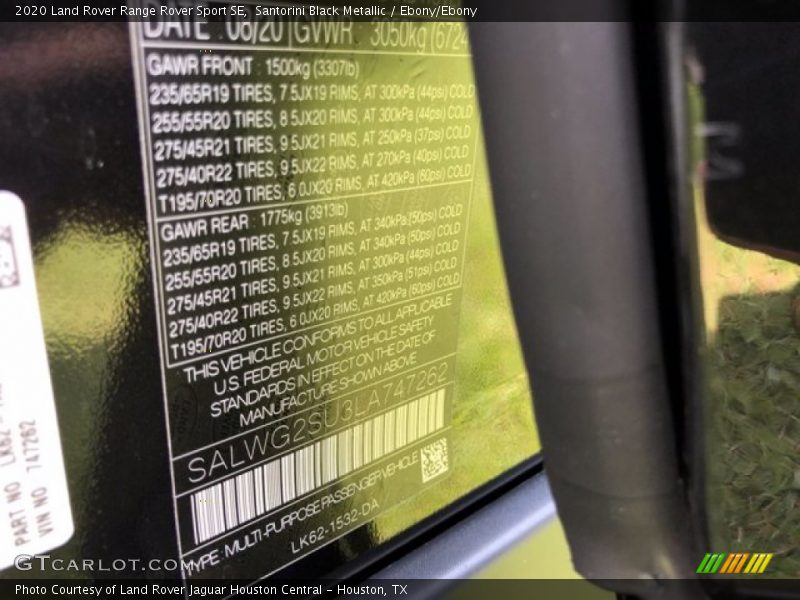 2020 Land Rover Range Rover Sport SE, Santorini Black Metallic / Ebony/Ebony
DATE 06/20 GVWR 3050kg (6724
GAWR FRONT 1500kg (3307lb)
235/65R19 TIRES, 7.5JX19 RIMS, AT 300kPa (44psi) COLD
255/55R20 TIRES, 8.5JX20 RIMS, AT 300kPa (44psi) COLD
275/45R21 TIRES, 9.5JX21 RIMS, AT 250kPa (37psi) COLD
275/40R22 TIRES, 9.5JX22 RIMS, AT 270kPa (40psi) COLD
T195/70R20 TIRES, 6.0JX20 RIMS, AT 420kPa (60psi) COLD
GAWR REAR 1775kg (3913lb)
235/65R19 TIRES, 7.5JX19 RIMS, AT 340kPa (50psi) COLD
255/55R20 TIRES, 8.5JX20 RIMS, AT 340kPa (50psi) COLD
275/45R21 TIRES, 9.5JX21 RIMS, AT 300kPa (44psi) COLD
275/40R22 TIRES, 9.5JX22 RIMS, AT 350kPa (51psi) COLD
T195/70R20 TIRES, 6.0JX20 RIMS, AT 420kPa (60psi) COLD
THIS VEHICLE CONFORMS TO ALL APPLICABLE
U.S. FEDERAL MOTOR VEHICLE SAFETY
STANDARDS IN EFFECT ON THE DATE OF
MANUFACTURE SHOWN ABOVE
SALWG2SU3LA747262
TYPE: MULTI-PURPOSE PASSENGER VEHICLE
LK62-1532-DA
PART NO LK62
VIN NO 747262
GTcarlot.com
Photo Courtesy of Land Rover Jaguar Houston Central - Houston, TX